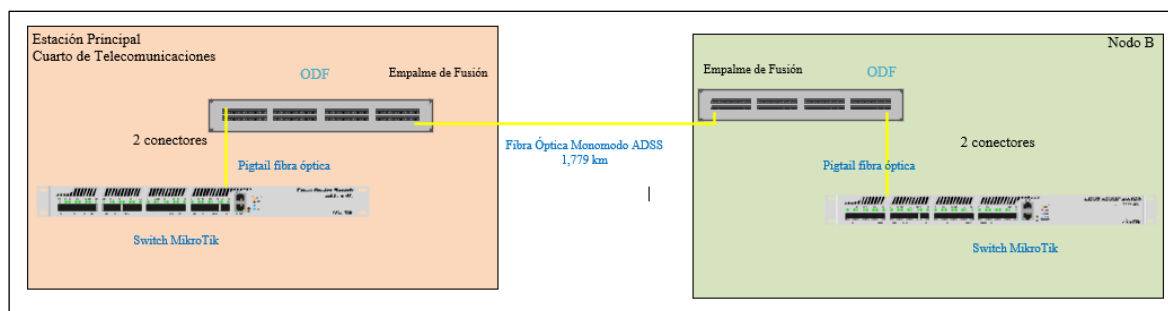 Estación Principal
Cuarto de Telecomunicaciones
ODF
Empalme de Fusión
2 conectores
Pigtail fibra óptica
Switch MikroTik
Fibra Óptica Monomodo ADSS
1,779 km
Nodo B
Empalme de Fusión
ODF
2 conectores
Pigtail fibra óptica
Switch MikroTik